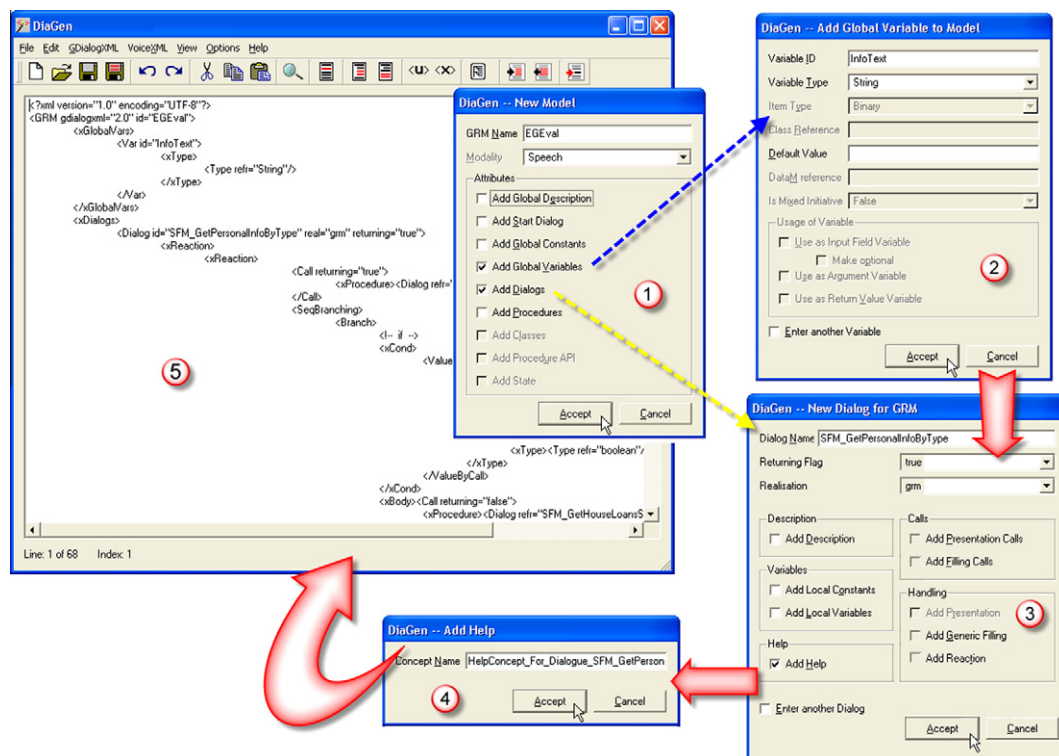 DiaGen
File Edit GDialogXML VoiceXML View Options Help
<U> <X>
<?xml version="1.0" encoding="UTF-8"?>
<GRM gdialogxml="2.0" id="EGEval">
<xGlobalVars>
<Var id="InfoText">
<xType>
<Type refr="String"/>
</xType>
</Var>
</xGlobalVars>
<xDialogs>
<Dialog id="SFM_GetPersonalInfoByType" real="grm" returning="true">
<xReaction>
<xReaction>
<Call returning="true">
<xProcedure><Dialog refr="
</Call>
<SeqBranching>
<Branch>
<!-- if -->
<xCond>
<Value
<xType><Type refr="boolean"/
</xType>
</ValueByCall>
</xCond>
<xBody><Call returning="false">
<xProcedure><Dialog refr="SFM_GetHouseLoansS
5
Line: 1 of 68 Index: 1
DiaGen -- New Model
GRM Name EGEval
Modality Speech
Attributes
Add Global Description
Add Start Dialog
Add Global Constants
Add Global Variables
Add Dialogs
Add Procedures
Add Classes
Add Procedure API
Add State
1
Accept Cancel
DiaGen -- Add Global Variable to Model
Variable ID InfoText
Variable Type String
Item Type Binary
Class Reference
Default Value
DataM reference
Is Mixed Initiative False
Usage of Variable
Use as Input Field Variable
Make optional
Use as Argument Variable
Use as Return Value Variable
2
Enter another Variable
Accept Cancel
DiaGen -- New Dialog for GRM
Dialog Name SFM_GetPersonalInfoByType
Returning Flag true
Realisation grm
Description
Add Description
Variables
Add Local Constants
Add Local Variables
Help
Add Help
Calls
Add Presentation Calls
Add Filling Calls
Handling
Add Presentation
Add Generic Filling
Add Reaction
3
Enter another Dialog
Accept Cancel
DiaGen -- Add Help
Concept Name HelpConcept_For_Dialogue_SFM_GetPerson
4
Accept Cancel